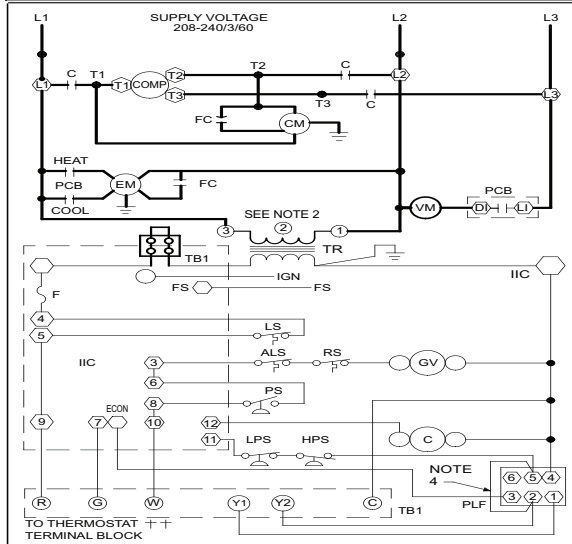 L1 SUPPLY VOLTAGE L2 L3
208-240/3/60
C T1 T2 T2 C L2
L1 T1 COMP T3 T3 C L3
FC CM
HEAT
PCB EM FC PCB
COOL VM DI LI
SEE NOTE 2
3 2 1
TR
TB1
IGN IIC
FS FS
F
4 LS
5
ALS RS
IIC 3 GV
6
8 PS
ECON
9 7 10 12 C
11 LPS HPS
NOTE 6 5 4
4 3 2 1
PLF
R G W Y1 Y2 C TB1
TO THERMOSTAT ++
TERMINAL BLOCK